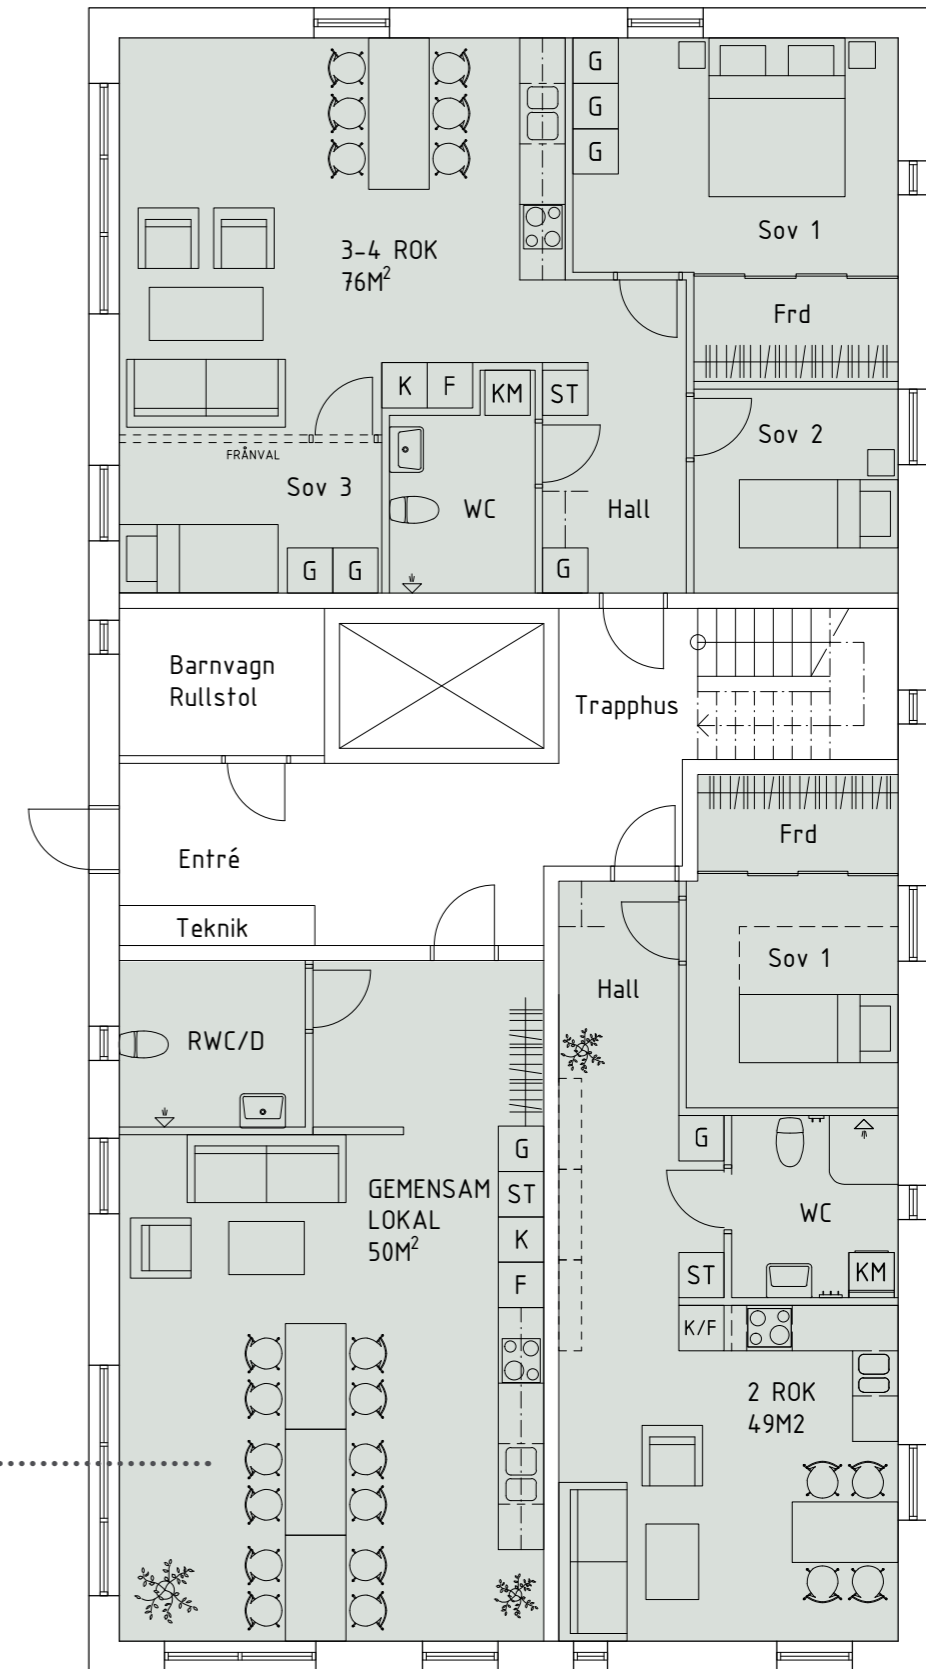 G
G
G
Sov 1
3-4 ROK
76M²
Frd
K F KM ST
Sov 2
FRÅNVAL
Sov 3
WC
Hall
G G
G
Barnvagn
Rullstol
Trapphus
Frd
Entré
Teknik
Sov 1
Hall
RWC/D
G
G
GEMENSAM
LOKAL
50M²
ST
K
F
WC
ST
KM
K/F
2 ROK
49M2